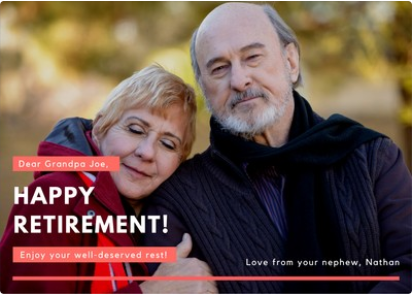 Dear Grandpa Joe,
HAPPY
RETIREMENT!
Enjoy your well-deserved rest!
Love from your nephew, Nathan